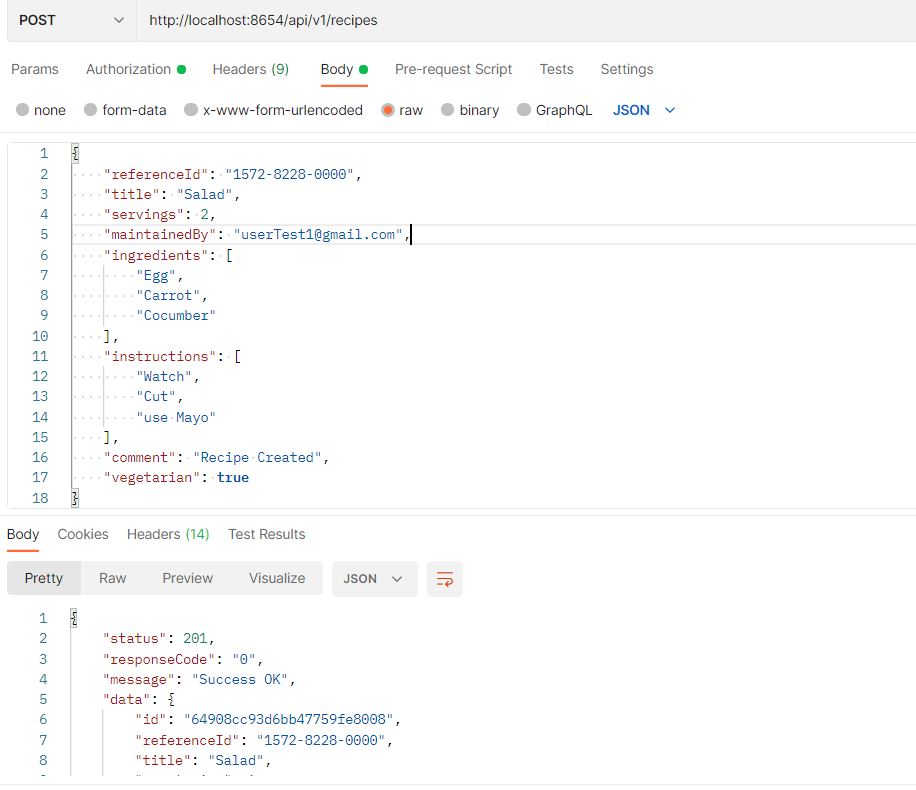 POST http://localhost:8654/api/v1/recipes
Params Authorization Headers (9) Body Pre-request Script Tests Settings
none form-data x-www-form-urlencoded raw binary GraphQL JSON
1 {
2 "referenceId": "1572-8228-0000",
3 "title": "Salad",
4 "servings": 2,
5 "maintainedBy": "userTest1@gmail.com",
6 "ingredients": [
7 "Egg",
8 "Carrot",
9 "Cocumber"
10 ],
11 "instructions": [
12 "Watch",
13 "Cut",
14 "use Mayo"
15 ],
16 "comment": "Recipe Created",
17 "vegetarian": true
18 }
Body Cookies Headers (14) Test Results
Pretty Raw Preview Visualize JSON
1 {
2 "status": 201,
3 "responseCode": "0",
4 "message": "Success OK",
5 "data": {
6 "id": "64908cc93d6bb47759fe8008",
7 "referenceId": "1572-8228-0000",
8 "title": "Salad",